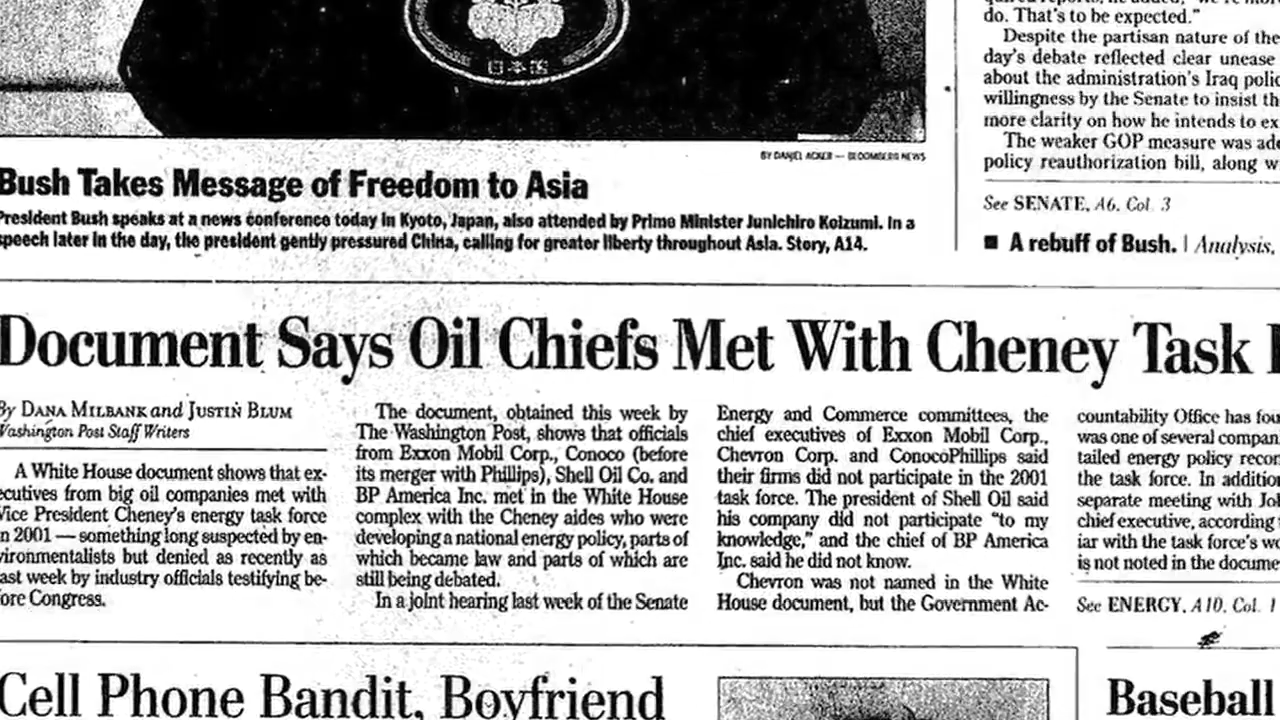 日本国
BY DANIEL ACKER — BLOOMBERG NEWS
Bush Takes Message of Freedom to Asia
President Bush speaks at a news conference today in Kyoto, Japan, also attended by Prime Minister Junichiro Koizumi. In a
speech later in the day, the president gently pressured China, calling for greater liberty throughout Asia. Story, A14.
do. That's to be expected."
Despite the partisan nature of the
day's debate reflected clear unease
about the administration's Iraq
willingness by the Senate to insist
more clarity on how he intends to
The weaker GOP measure was
policy reauthorization bill, along
See SENATE, A6, Col. 3
■ A rebuff of Bush. | Analysis,
Document Says Oil Chiefs Met With Cheney Task
By DANA MILBANK and JUSTIN BLUM
Washington Post Staff Writers
A White House document shows that ex-
ecutives from big oil companies met with
Vice President Cheney's energy task force
in 2001 — something long suspected by en-
vironmentalists but denied as recently as
last week by industry officials testifying be-
fore Congress.
The document, obtained this week by
The Washington Post, shows that officials
from Exxon Mobil Corp., Conoco (before
its merger with Phillips), Shell Oil Co. and
BP America Inc. met in the White House
complex with the Cheney aides who were
developing a national energy policy, parts of
which became law and parts of which are
still being debated.
In a joint hearing last week of the Senate
Energy and Commerce committees, the
chief executives of Exxon Mobil Corp.,
Chevron Corp. and ConocoPhillips said
their firms did not participate in the 2001
task force. The president of Shell Oil said
his company did not participate "to my
knowledge," and the chief of BP America
Inc. said he did not know.
Chevron was not named in the White
House document, but the Government Ac-
countability Office has
was one of several
tailed energy policy
the task force. In
separate meeting with
chief executive, according
iar with the task force's
is not noted in the
See ENERGY, A10, Col. 1
Cell Phone Bandit, Boyfriend
Baseball